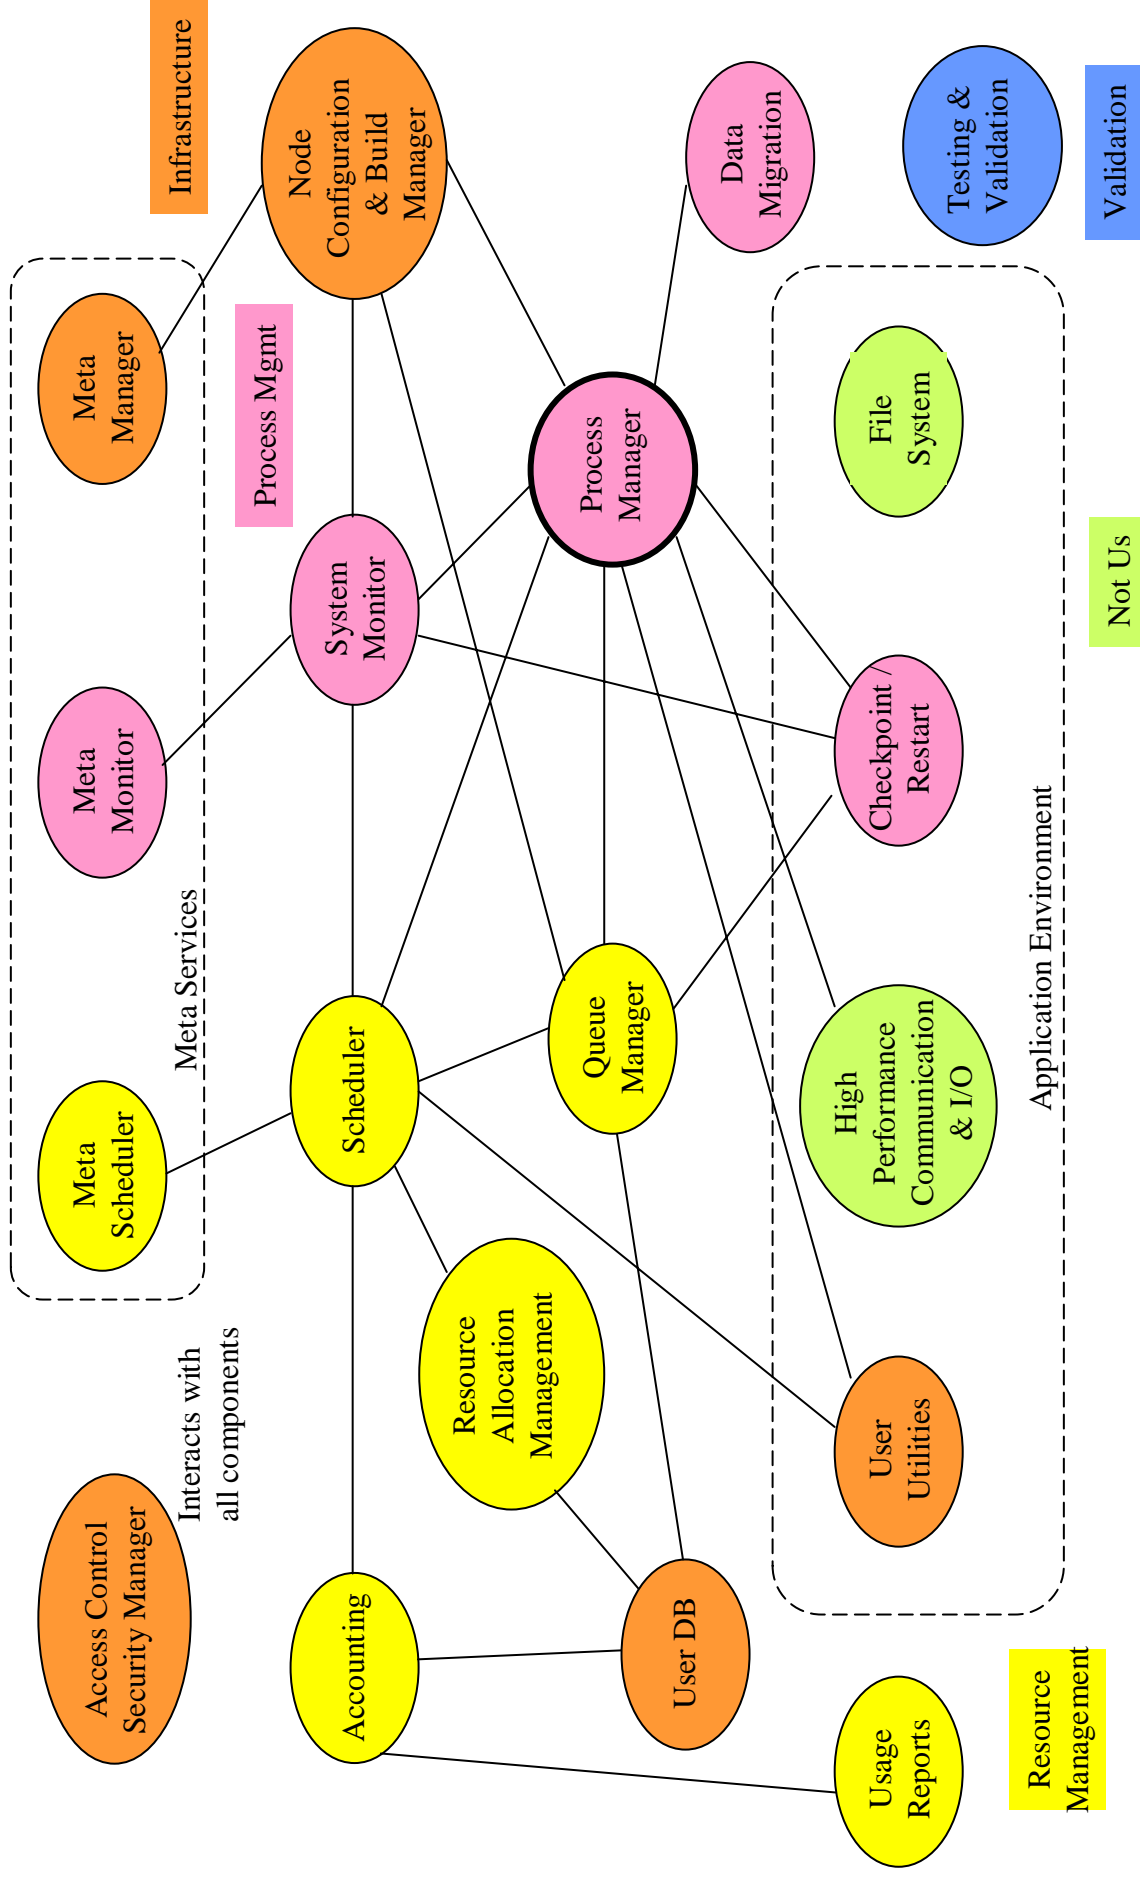 Access Control
Security Manager
Interacts with
all components
Meta
Scheduler
Meta
Monitor
Meta
Manager
Meta Services
Infrastructure
Process Mgmt
Accounting
Scheduler
System
Monitor
Node
Configuration
& Build
Manager
Resource
Allocation
Management
Queue
Manager
Process
Manager
User DB
Data
Migration
Usage
Reports
User
Utilities
High
Performance
Communication
& I/O
Checkpoint /
Restart
File
System
Testing &
Validation
Application Environment
Resource
Management
Not Us
Validation